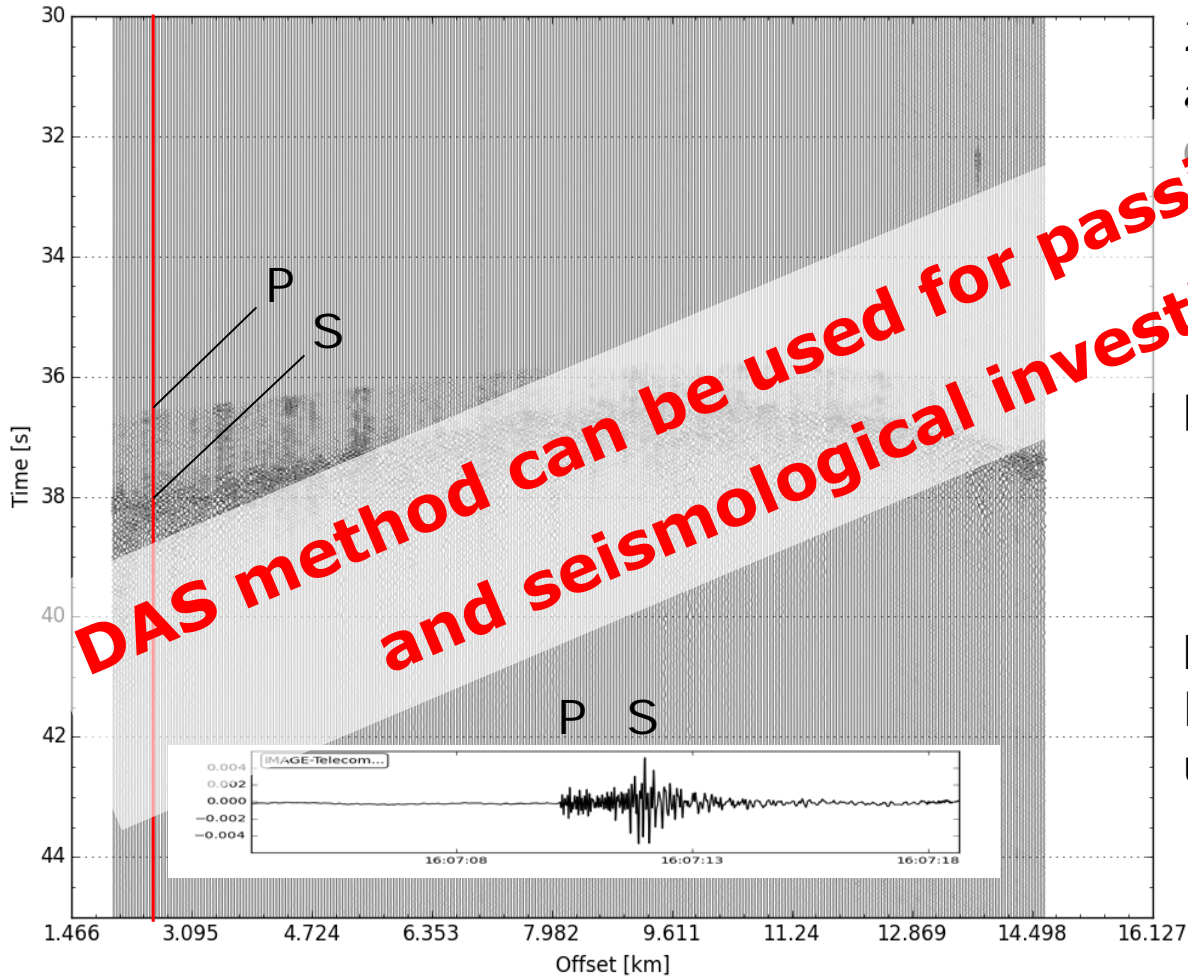 30
32
34
36
38
40
42
44
Time [s]
P
S
DAS method can be used for
and seismological
P S
IMAGE-Telecom...
0.004
0.002
0.000
−0.002
−0.004
16:07:08 16:07:13 16:07:18
1.466 3.095 4.724 6.353 7.982 9.611 11.24 12.869 14.498 16.127
Offset [km]